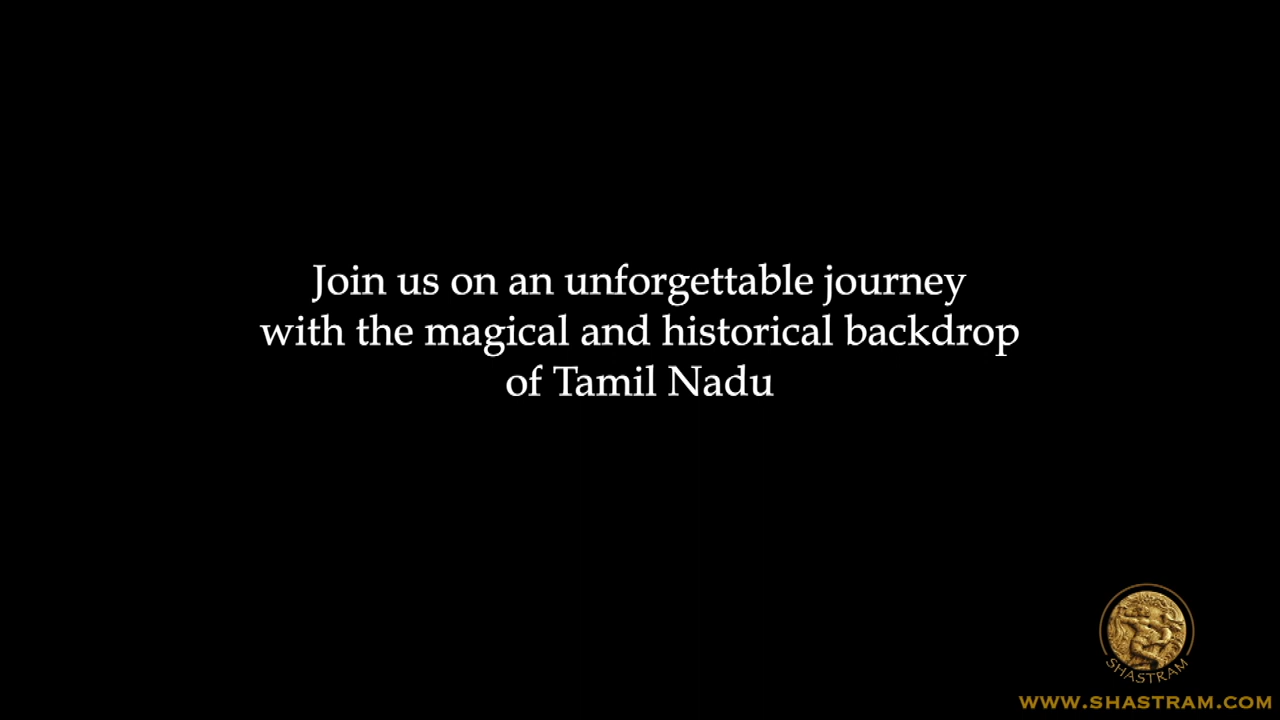 Join us on an unforgettable journey
with the magical and historical backdrop
of Tamil Nadu
SHASTRAM
WWW.SHASTRAM.COM